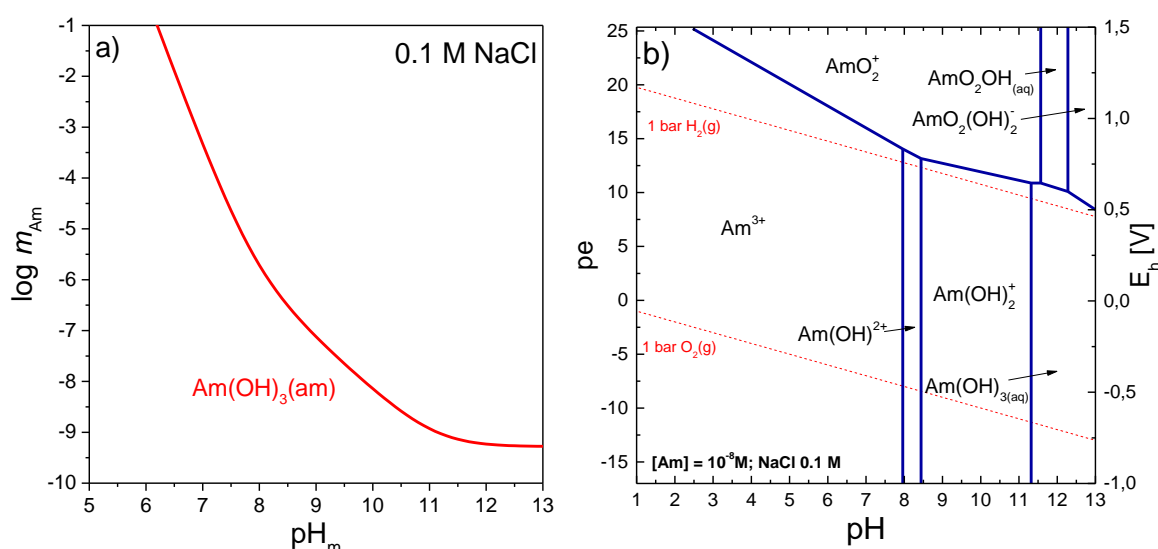 a)
0.1 M NaCl
-1
-2
-3
-4
-5
-6
-7
-8
-9
-10
log m_Am
Am(OH)₃(am)
5 6 7 8 9 10 11 12 13
pH_m
b)
25
20
15
10
5
0
-5
-10
-15
pe
AmO₂⁺
AmO₂OH(aq)
AmO₂(OH)₂⁻
1 bar H₂(g)
Am³⁺
Am(OH)₂⁺
Am(OH)²⁺
1 bar O₂(g)
Am(OH)₃(aq)
[Am] = 10⁻⁸M; NaCl 0.1 M
1 2 3 4 5 6 7 8 9 10 11 12 13
pH
1,5
1,0
0,5
0,0
-0,5
-1,0
E_h [V]